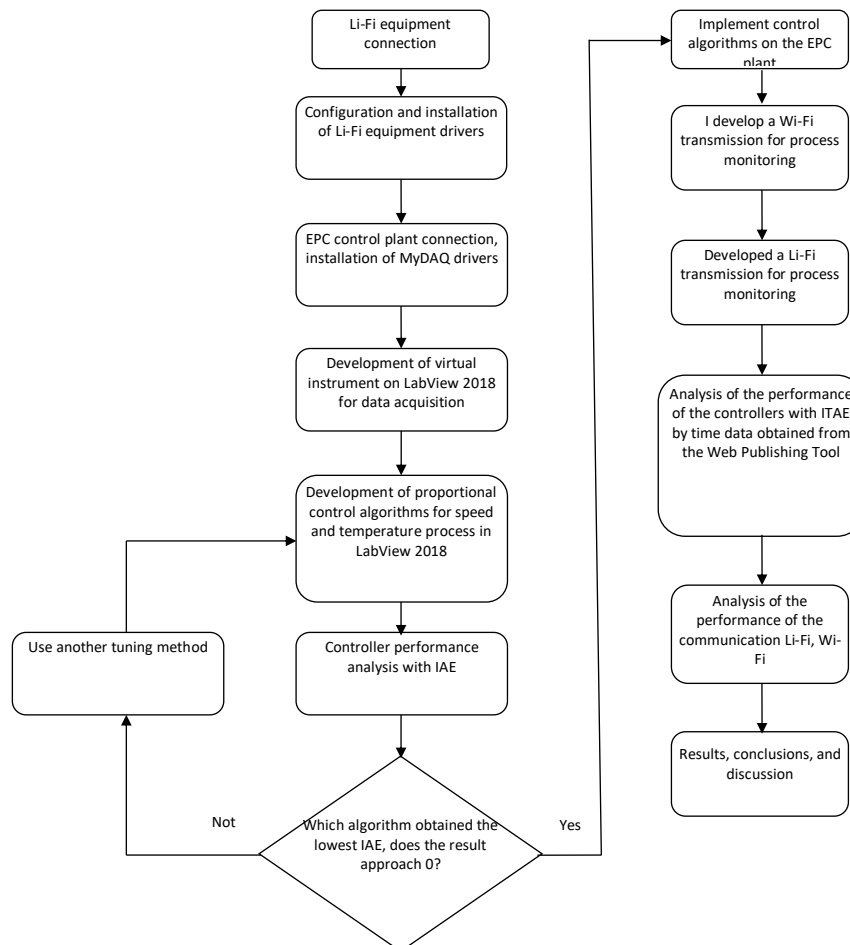 Li-Fi equipment
connection
Configuration and installation
of Li-Fi equipment drivers
EPC control plant connection,
installation of MyDAQ drivers
Development of virtual
instrument on LabView 2018
for data acquisition
Development of proportional
control algorithms for speed
and temperature process in
LabView 2018
Use another tuning method
Controller performance
analysis with IAE
Not
Which algorithm obtained the
lowest IAE, does the result
approach 0?
Yes
Implement control
algorithms on the EPC
plant
I develop a Wi-Fi
transmission for process
monitoring
Developed a Li-Fi
transmission for process
monitoring
Analysis of the performance
of the controllers with ITAE
by time data obtained from
the Web Publishing Tool
Analysis of the
performance of the
communication Li-Fi, Wi-
Fi
Results, conclusions, and
discussion